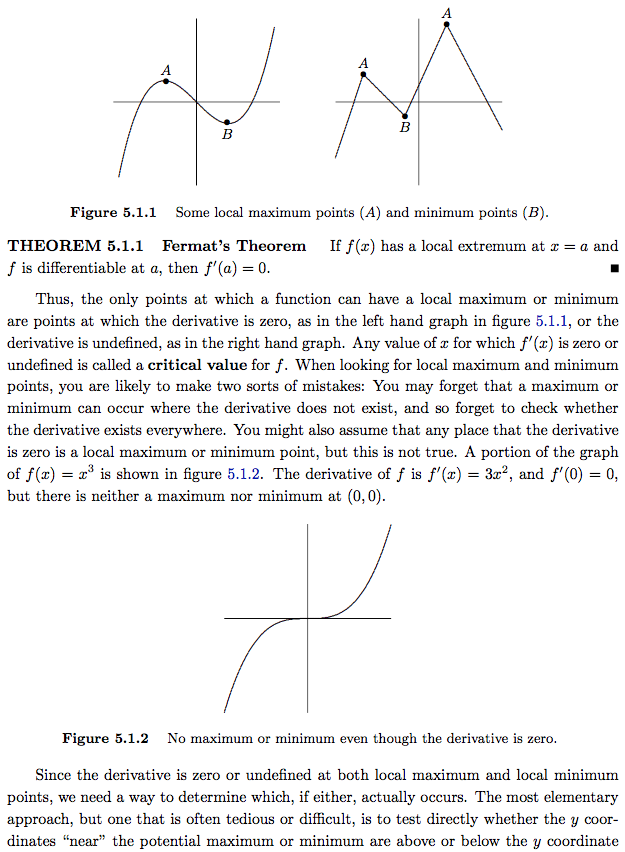 A
B
A
A
B
Figure 5.1.1 Some local maximum points (A) and minimum points (B).
THEOREM 5.1.1 Fermat's Theorem If f(x) has a local extremum at x = a and
f is differentiable at a, then f′(a) = 0. ■
Thus, the only points at which a function can have a local maximum or minimum
are points at which the derivative is zero, as in the left hand graph in figure 5.1.1, or the
derivative is undefined, as in the right hand graph. Any value of x for which f′(x) is zero or
undefined is called a critical value for f. When looking for local maximum and minimum
points, you are likely to make two sorts of mistakes: You may forget that a maximum or
minimum can occur where the derivative does not exist, and so forget to check whether
the derivative exists everywhere. You might also assume that any place that the derivative
is zero is a local maximum or minimum point, but this is not true. A portion of the graph
of f(x) = x³ is shown in figure 5.1.2. The derivative of f is f′(x) = 3x², and f′(0) = 0,
but there is neither a maximum nor minimum at (0, 0).
Figure 5.1.2 No maximum or minimum even though the derivative is zero.
Since the derivative is zero or undefined at both local maximum and local minimum
points, we need a way to determine which, if either, actually occurs. The most elementary
approach, but one that is often tedious or difficult, is to test directly whether the y coor-
dinates “near” the potential maximum or minimum are above or below the y coordinate